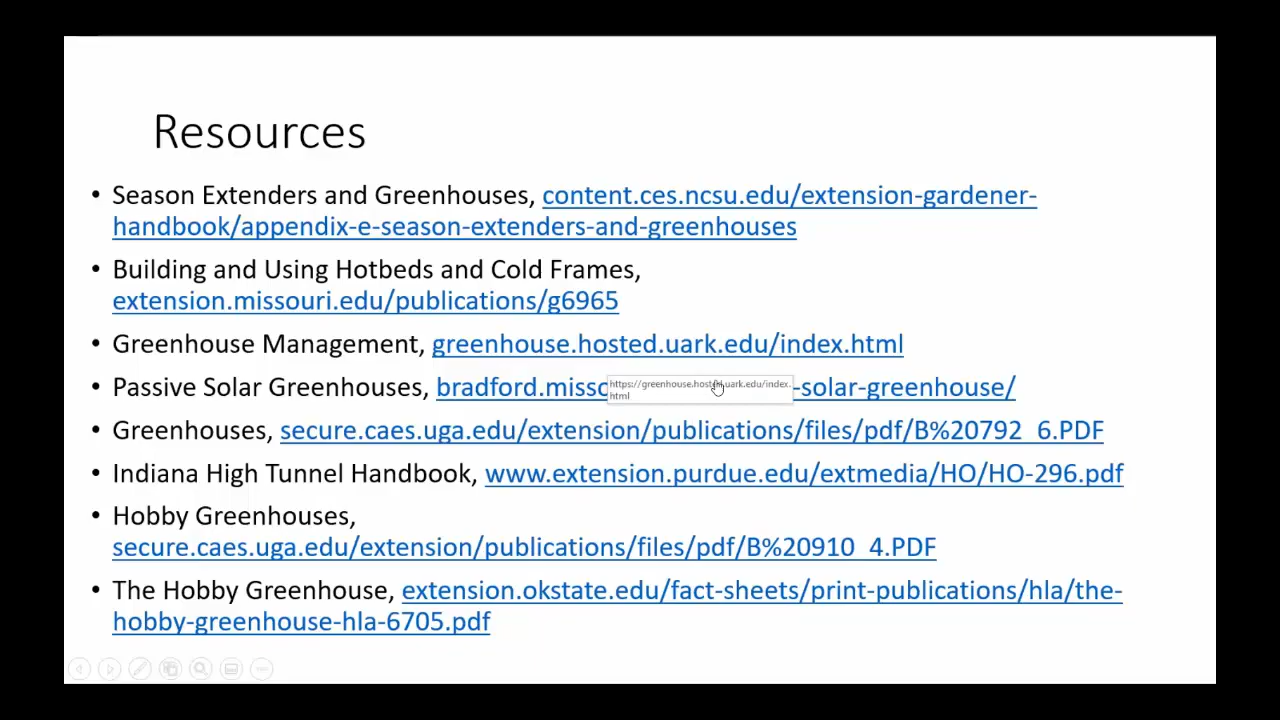 Resources
• Season Extenders and Greenhouses, content.ces.ncsu.edu/extension-gardener-
handbook/appendix-e-season-extenders-and-greenhouses
• Building and Using Hotbeds and Cold Frames,
extension.missouri.edu/publications/g6965
• Greenhouse Management, greenhouse.hosted.uark.edu/index.html
• Passive Solar Greenhouses, bradford.misso -solar-greenhouse/
https://greenhouse.hosted.uark.edu/index.
html
• Greenhouses, secure.caes.uga.edu/extension/publications/files/pdf/B%20792_6.PDF
• Indiana High Tunnel Handbook, www.extension.purdue.edu/extmedia/HO/HO-296.pdf
• Hobby Greenhouses,
secure.caes.uga.edu/extension/publications/files/pdf/B%20910_4.PDF
• The Hobby Greenhouse, extension.okstate.edu/fact-sheets/print-publications/hla/the-
hobby-greenhouse-hla-6705.pdf